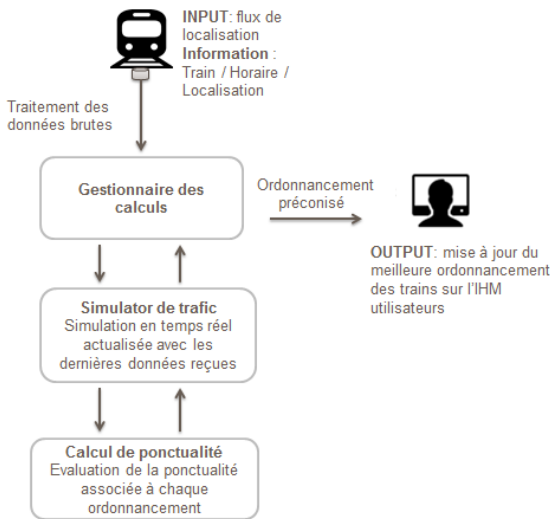 INPUT: flux de
localisation
Information :
Train / Horaire /
Localisation
Traitement des
données brutes
Gestionnaire des
calculs
Ordonnancement
préconisé
OUTPUT: mise à jour du
meilleure ordonnancement
des trains sur l'IHM
utilisateurs
Simulator de trafic
Simulation en temps réel
actualisée avec les
dernières données reçues
Calcul de ponctualité
Evaluation de la ponctualité
associée à chaque
ordonnancement